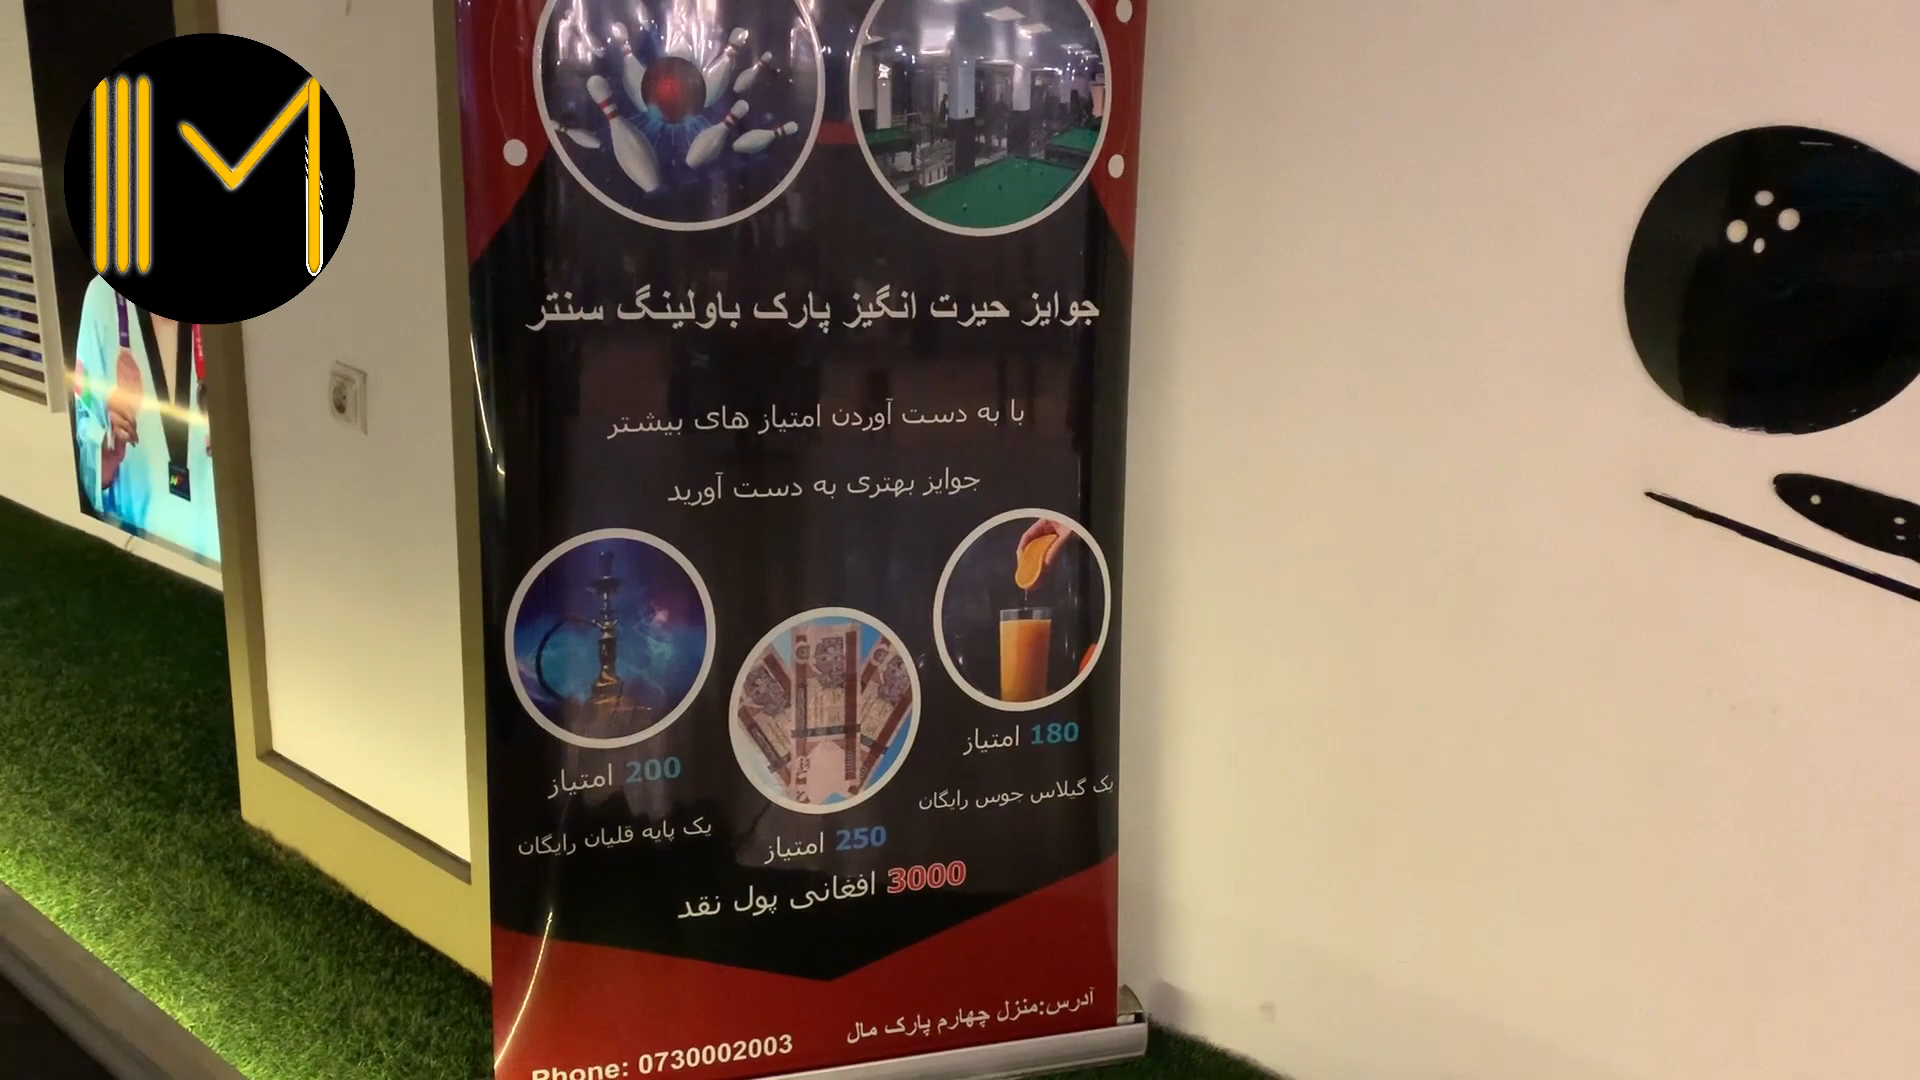 جوایز حیرت انگیز پارک باولینگ سنتر
با به دست آوردن امتیاز های بیشتر
جوایز بهتری به دست آورید
180 امتیاز
یک گیلاس جوس رایگان
200 امتیاز
یک پایه قلیان رایگان
250 امتیاز
3000 افغانی پول نقد
آدرس:منزل چهارم پارک مال
Phone: 0730002003